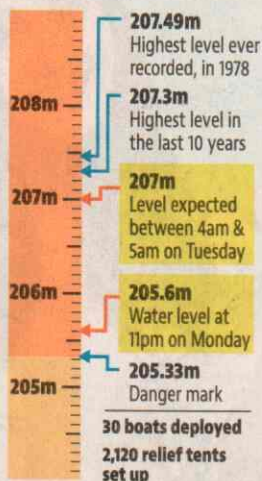 207.49m
Highest level ever
recorded, in 1978
208m
207.3m
Highest level in
the last 10 years
207m
207m
Level expected
between 4am &
5am on Tuesday
206m
205.6m
Water level at
11pm on Monday
205m
205.33m
Danger mark
30 boats deployed
2,120 relief tents
set up